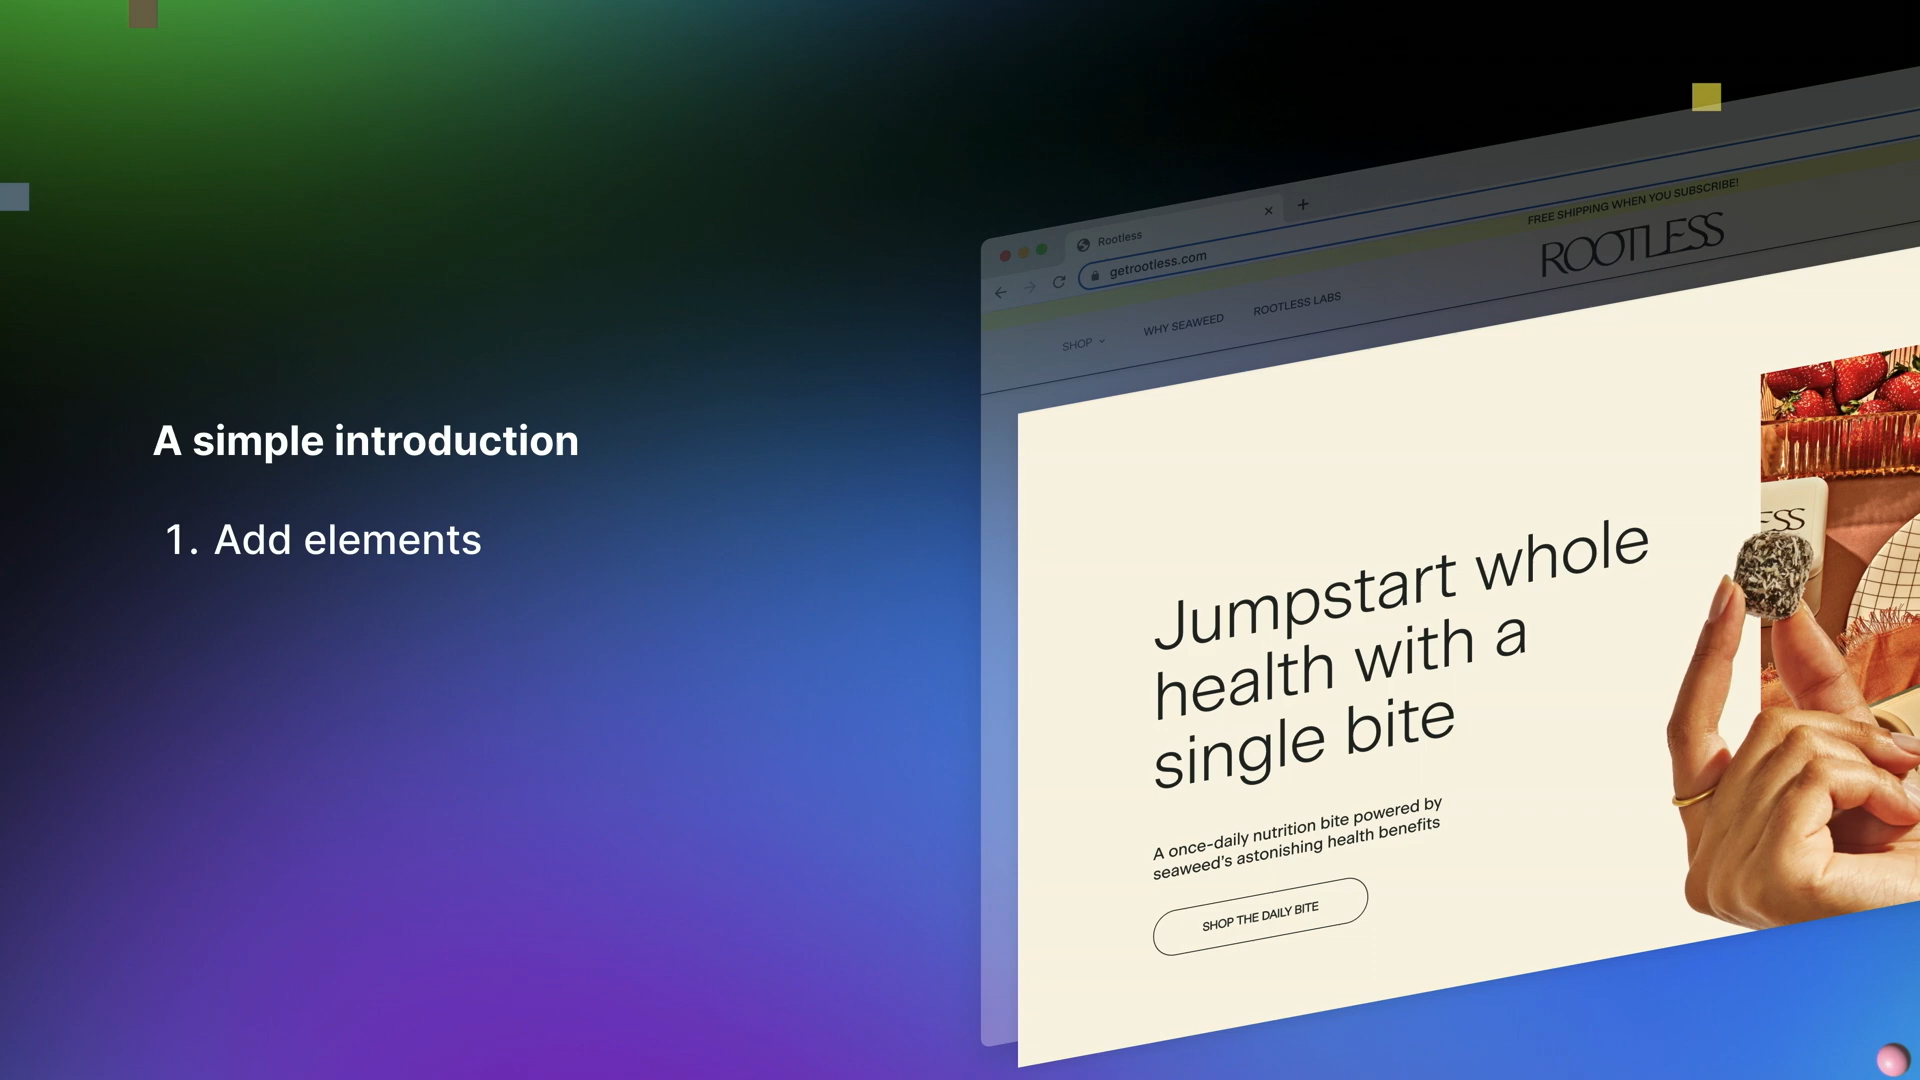 A simple introduction
1. Add elements
Rootless
getrootless.com
FREE SHIPPING WHEN YOU SUBSCRIBE!
ROOTLESS
SHOP
WHY SEAWEED
ROOTLESS LABS
Jumpstart whole
health with a
single bite
A once-daily nutrition bite powered by
seaweed's astonishing health benefits
SHOP THE DAILY BITE
ESS